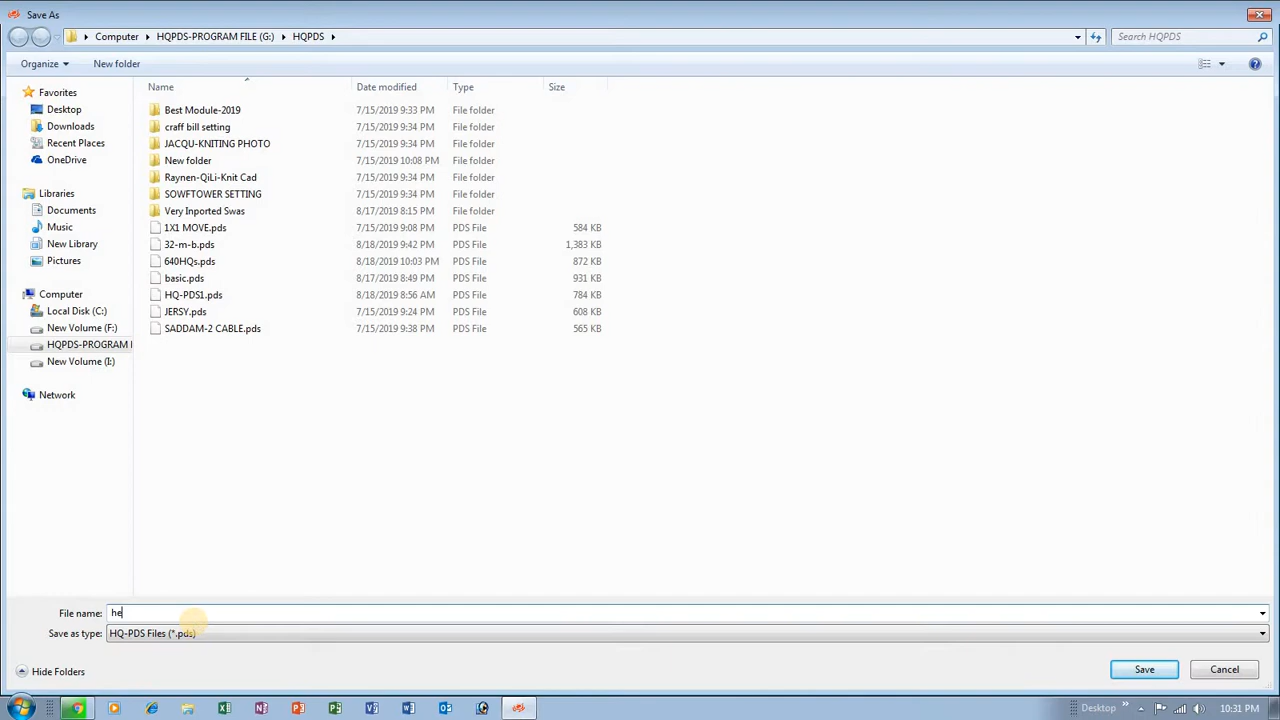 Save As
Computer HQPDS-PROGRAM FILE (G:) HQPDS
Search HQPDS
Organize New folder
Name Date modified Type Size
Favorites
Desktop
Downloads
Recent Places
OneDrive
Libraries
Documents
Music
New Library
Pictures
Computer
Local Disk (C:)
New Volume (F:)
HQPDS-PROGRAM F
New Volume (I:)
Network
Best Module-2019 7/15/2019 9:33 PM File folder
craff bill setting 7/15/2019 9:34 PM File folder
JACQU-KNITING PHOTO 7/15/2019 9:34 PM File folder
New folder 7/15/2019 10:08 PM File folder
Raynen-QiLi-Knit Cad 7/15/2019 9:34 PM File folder
SOWFTOWER SETTING 7/15/2019 9:34 PM File folder
Very Inported Swas 8/17/2019 8:15 PM File folder
1X1 MOVE.pds 7/15/2019 9:08 PM PDS File 584 KB
32-m-b.pds 8/18/2019 9:42 PM PDS File 1,383 KB
640HQs.pds 8/18/2019 10:03 PM PDS File 872 KB
basic.pds 8/17/2019 8:49 PM PDS File 931 KB
HQ-PDS1.pds 8/18/2019 8:56 AM PDS File 784 KB
JERSY.pds 7/15/2019 9:24 PM PDS File 608 KB
SADDAM-2 CABLE.pds 7/15/2019 9:38 PM PDS File 565 KB
File name: he
Save as type: HQ-PDS Files (*.pds)
Hide Folders
Save Cancel
Desktop » 10:31 PM